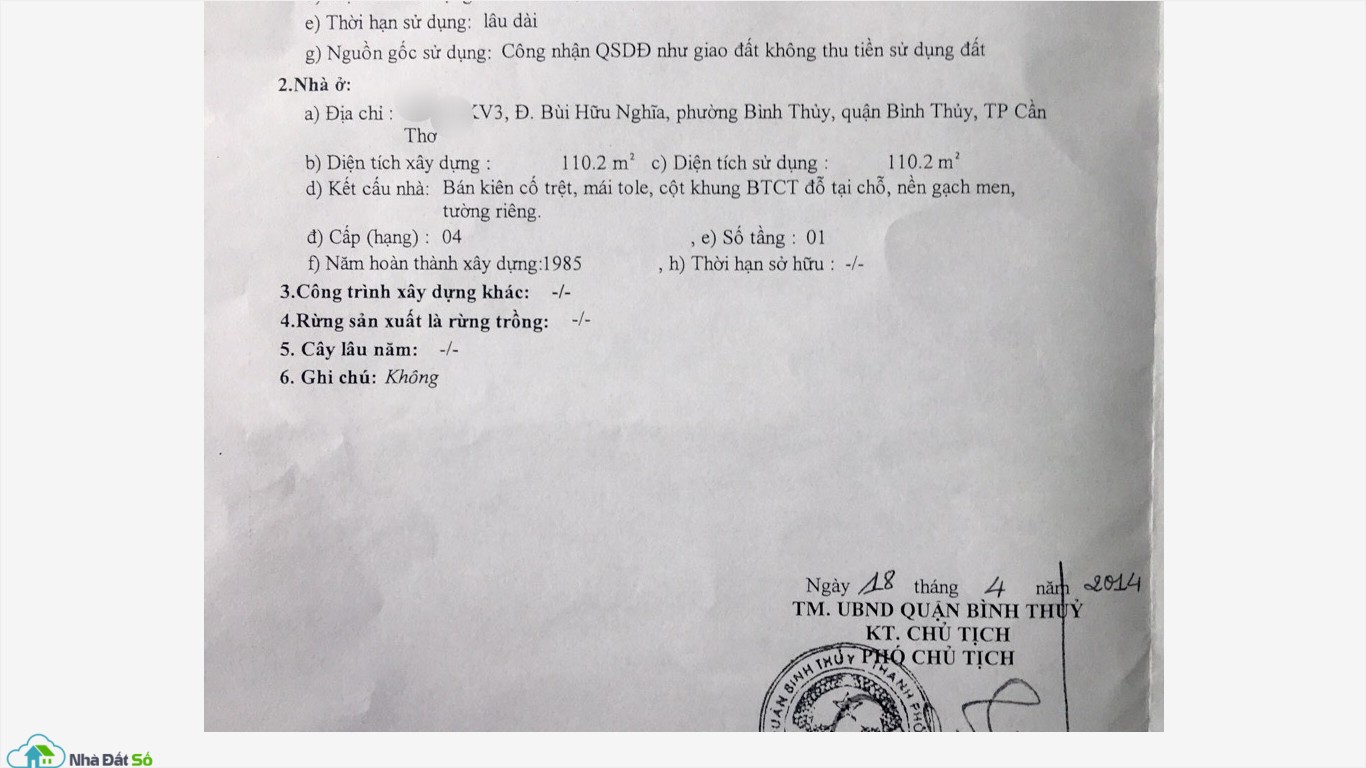 e) Thời hạn sử dụng: lâu dài
g) Nguồn gốc sử dụng: Công nhận QSDĐ như giao đất không thu tiền sử dụng đất
2.Nhà ở:
a) Địa chỉ : KV3, Đ. Bùi Hữu Nghĩa, phường Bình Thủy, quận Bình Thủy, TP Cần
Thơ
b) Diện tích xây dựng : 110.2 m² c) Diện tích sử dụng : 110.2 m²
d) Kết cấu nhà: Bán kiên cố trệt, mái tole, cột khung BTCT đỗ tại chỗ, nền gạch men,
tường riêng.
đ) Cấp (hạng) : 04 , e) Số tầng : 01
f) Năm hoàn thành xây dựng:1985 , h) Thời hạn sở hữu : -/-
3.Công trình xây dựng khác: -/-
4.Rừng sản xuất là rừng trồng: -/-
5. Cây lâu năm: -/-
6. Ghi chú: Không
Ngày 18 tháng 4 năm 2014
TM. UBND QUẬN BÌNH THUỶ
KT. CHỦ TỊCH
PHÓ CHỦ TỊCH
QUẬN BÌNH THỦY THÀNH PHỐ
Nhà Đất Số